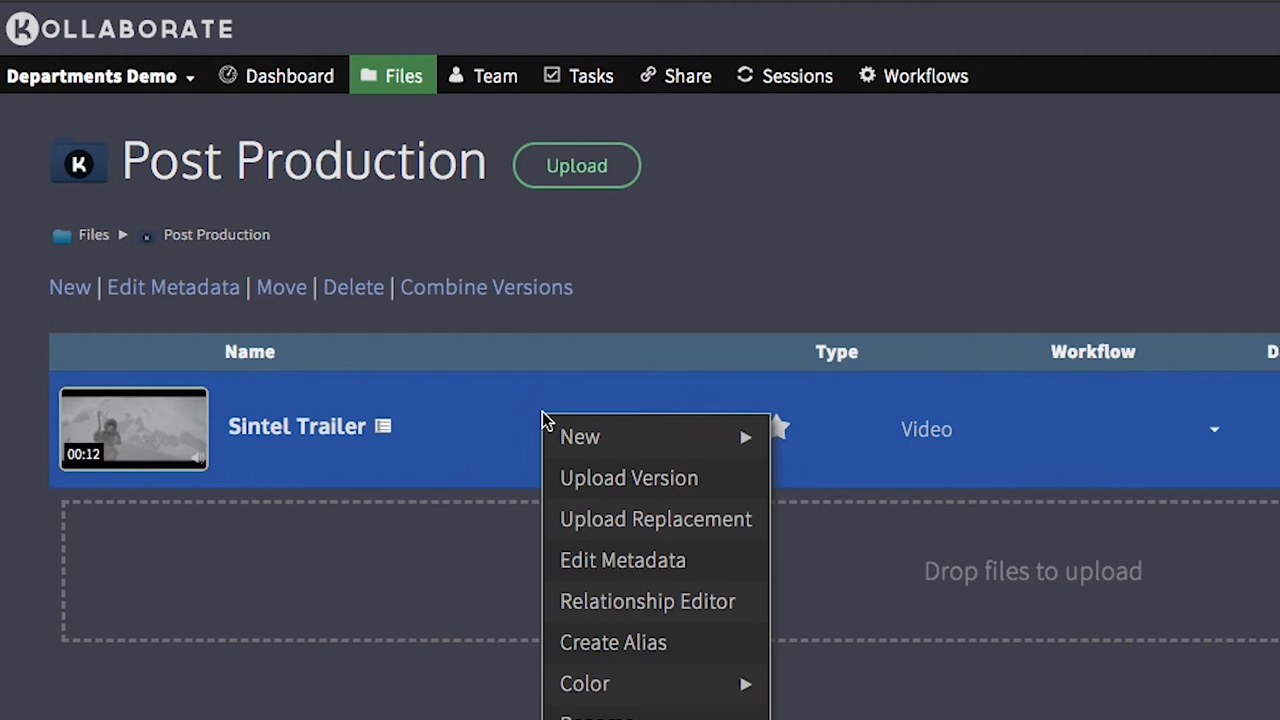 KOLLABORATE
Departments Demo Dashboard Files Team Tasks Share Sessions Workflows
K Post Production Upload
Files ▶ Post Production
New | Edit Metadata | Move | Delete | Combine Versions
Name Type Workflow D
00:12 Sintel Trailer Video
New
Upload Version
Upload Replacement
Edit Metadata
Relationship Editor
Create Alias
Color
Drop files to upload